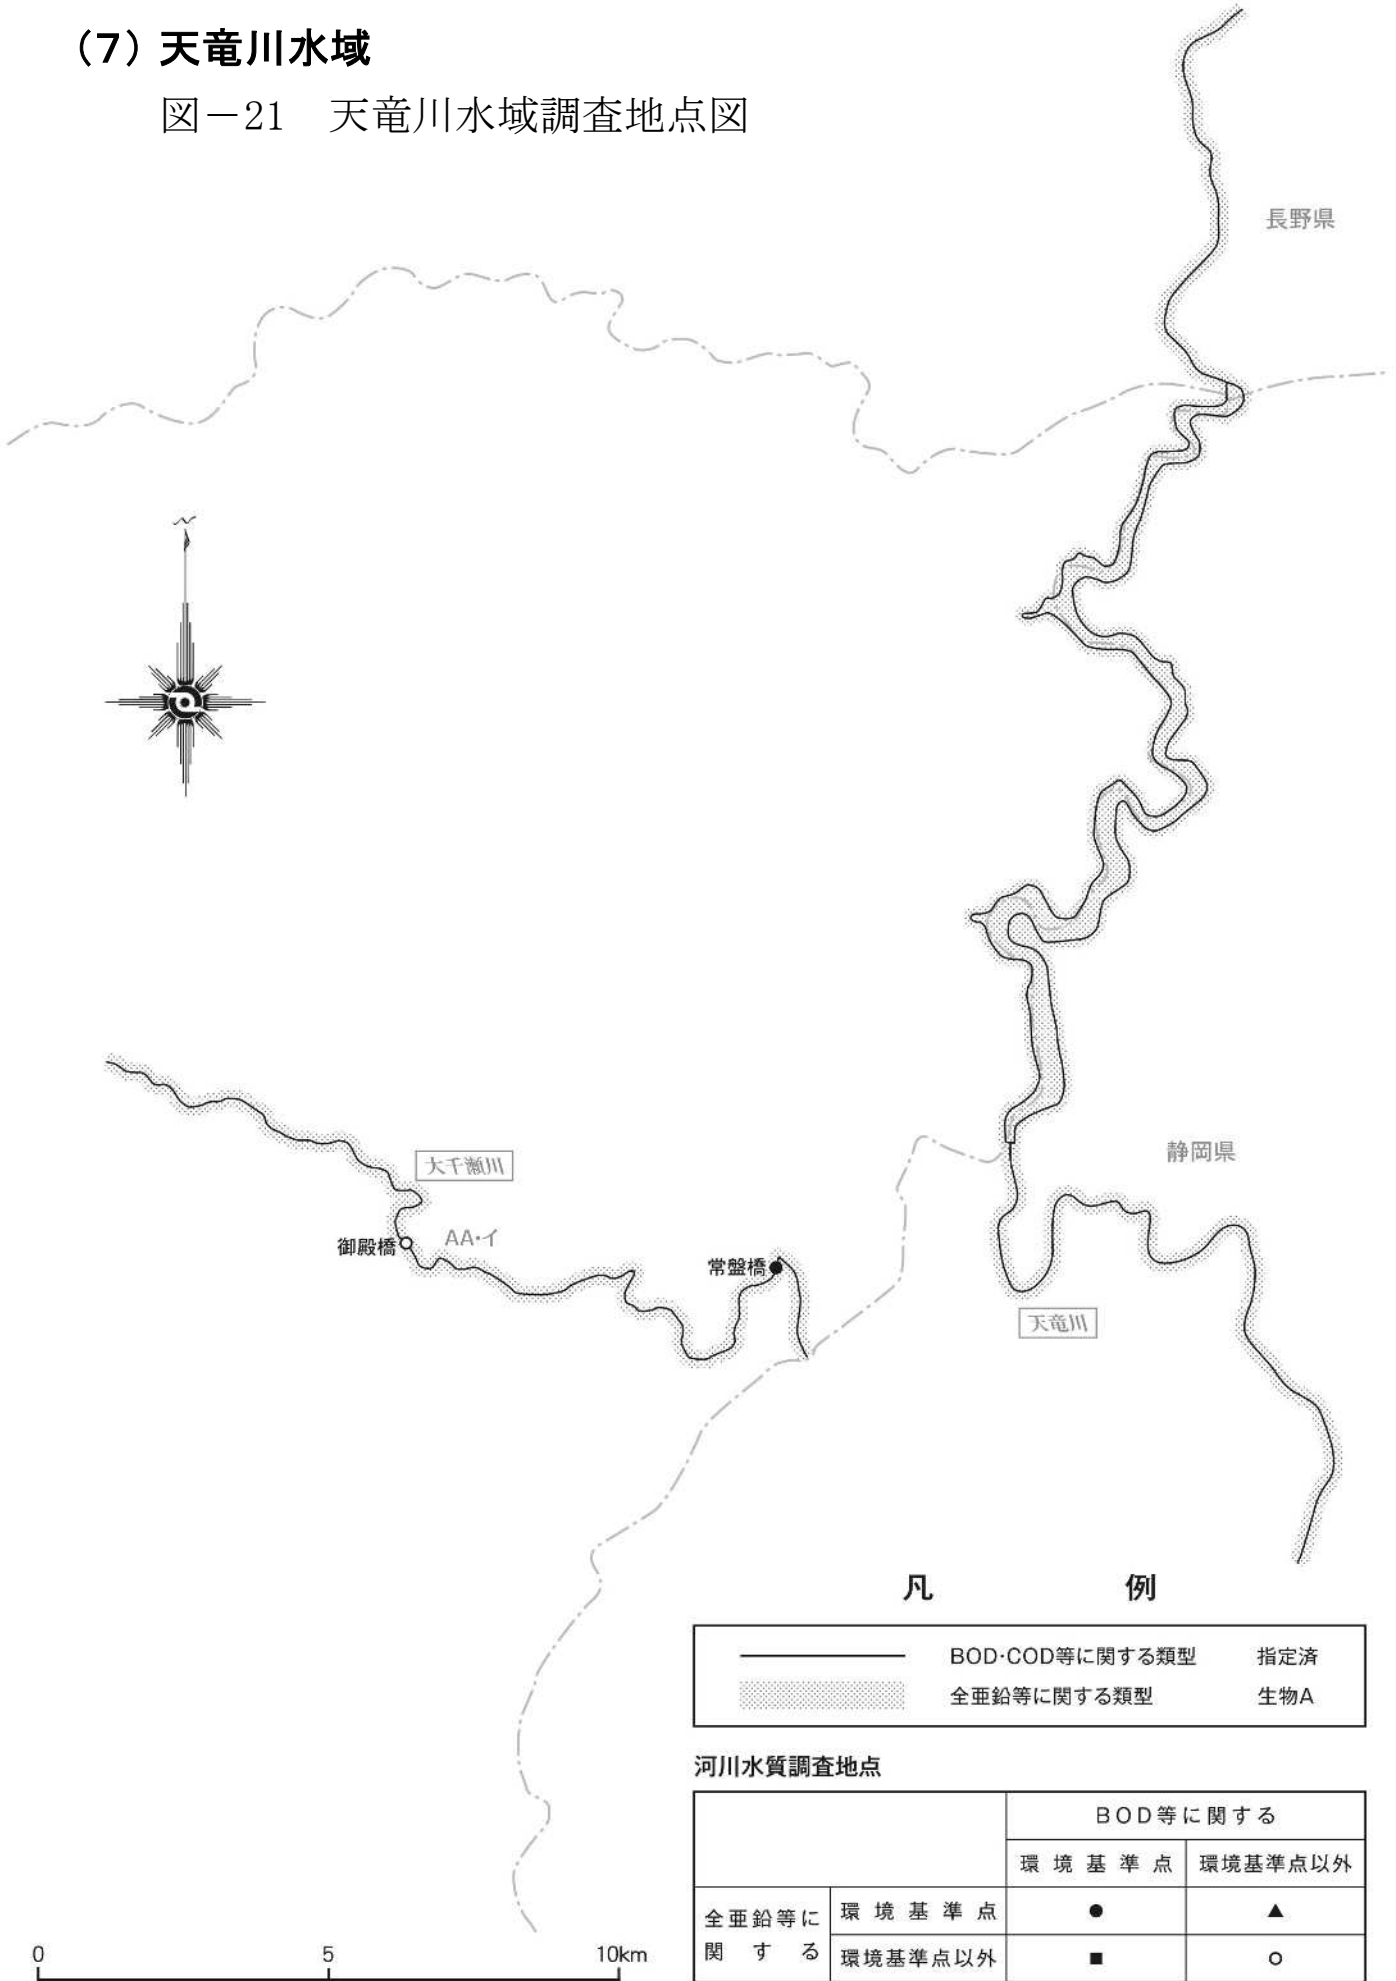 （7）天竜川水域
図－21　天竜川水域調査地点図
長野県
静岡県
大千瀬川
御殿橋
AA・イ
常盤橋
天竜川
凡　例
BOD・COD等に関する類型　指定済
全亜鉛等に関する類型　生物A
河川水質調査地点
BOD等に関する
環境基準点　環境基準点以外
全亜鉛等に関する
環境基準点　●　▲
環境基準点以外　■　○
0　5　10km